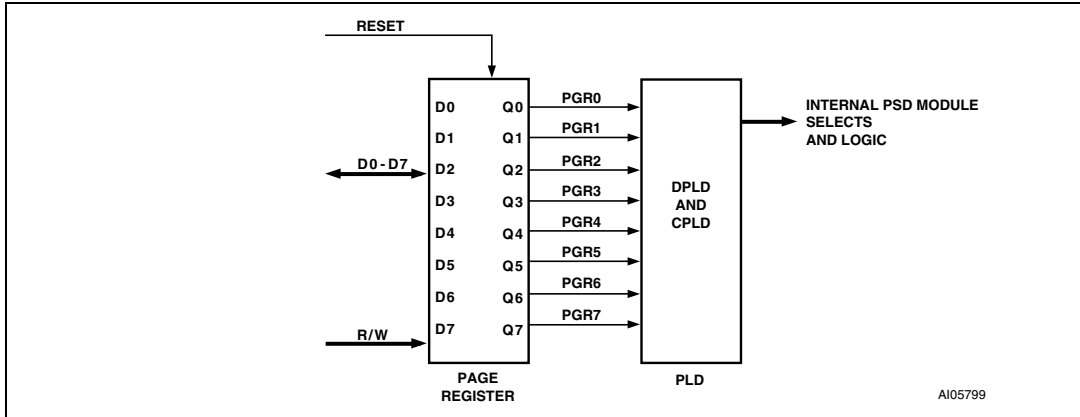 RESET
D0 Q0 PGR0
D1 Q1 PGR1
D0-D7 D2 Q2 PGR2
D3 Q3 PGR3
D4 Q4 PGR4
D5 Q5 PGR5
D6 Q6 PGR6
R/W D7 Q7 PGR7
DPLD
AND
CPLD
INTERNAL PSD MODULE
SELECTS
AND LOGIC
PAGE
REGISTER
PLD
AI05799